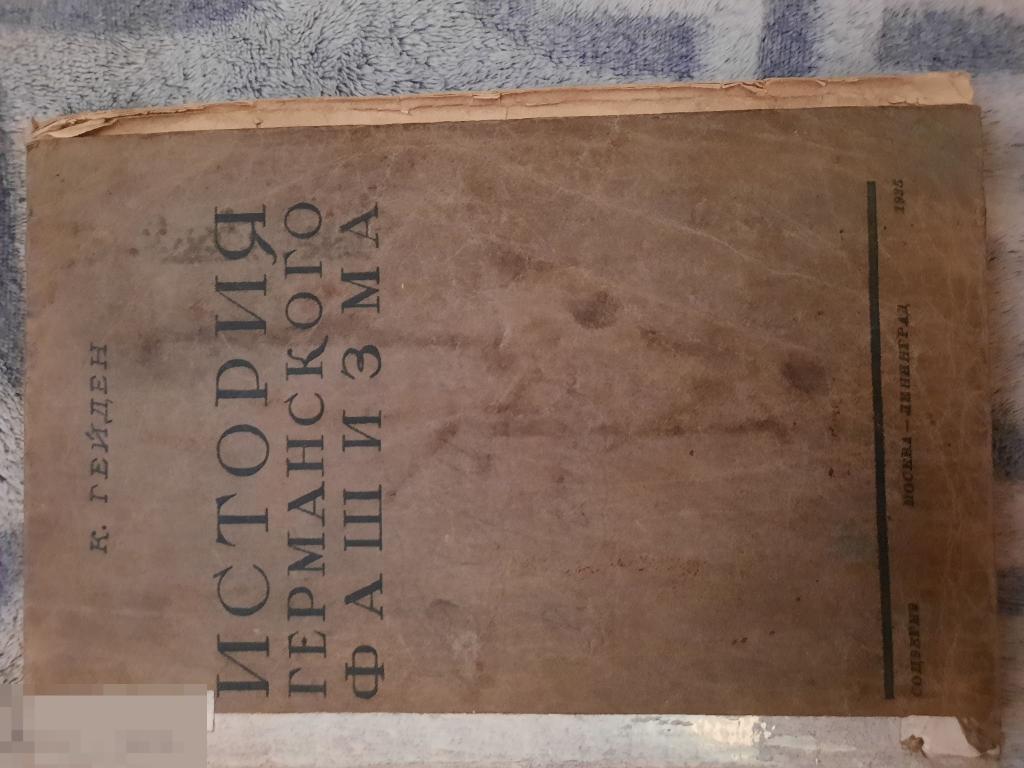 К. ГЕЙДЕН
ИСТОРИЯ
ГЕРМАНСКОГО
ФАШИЗМА
СОЦЭКГИЗ МОСКВА — ЛЕНИНГРАД 1935